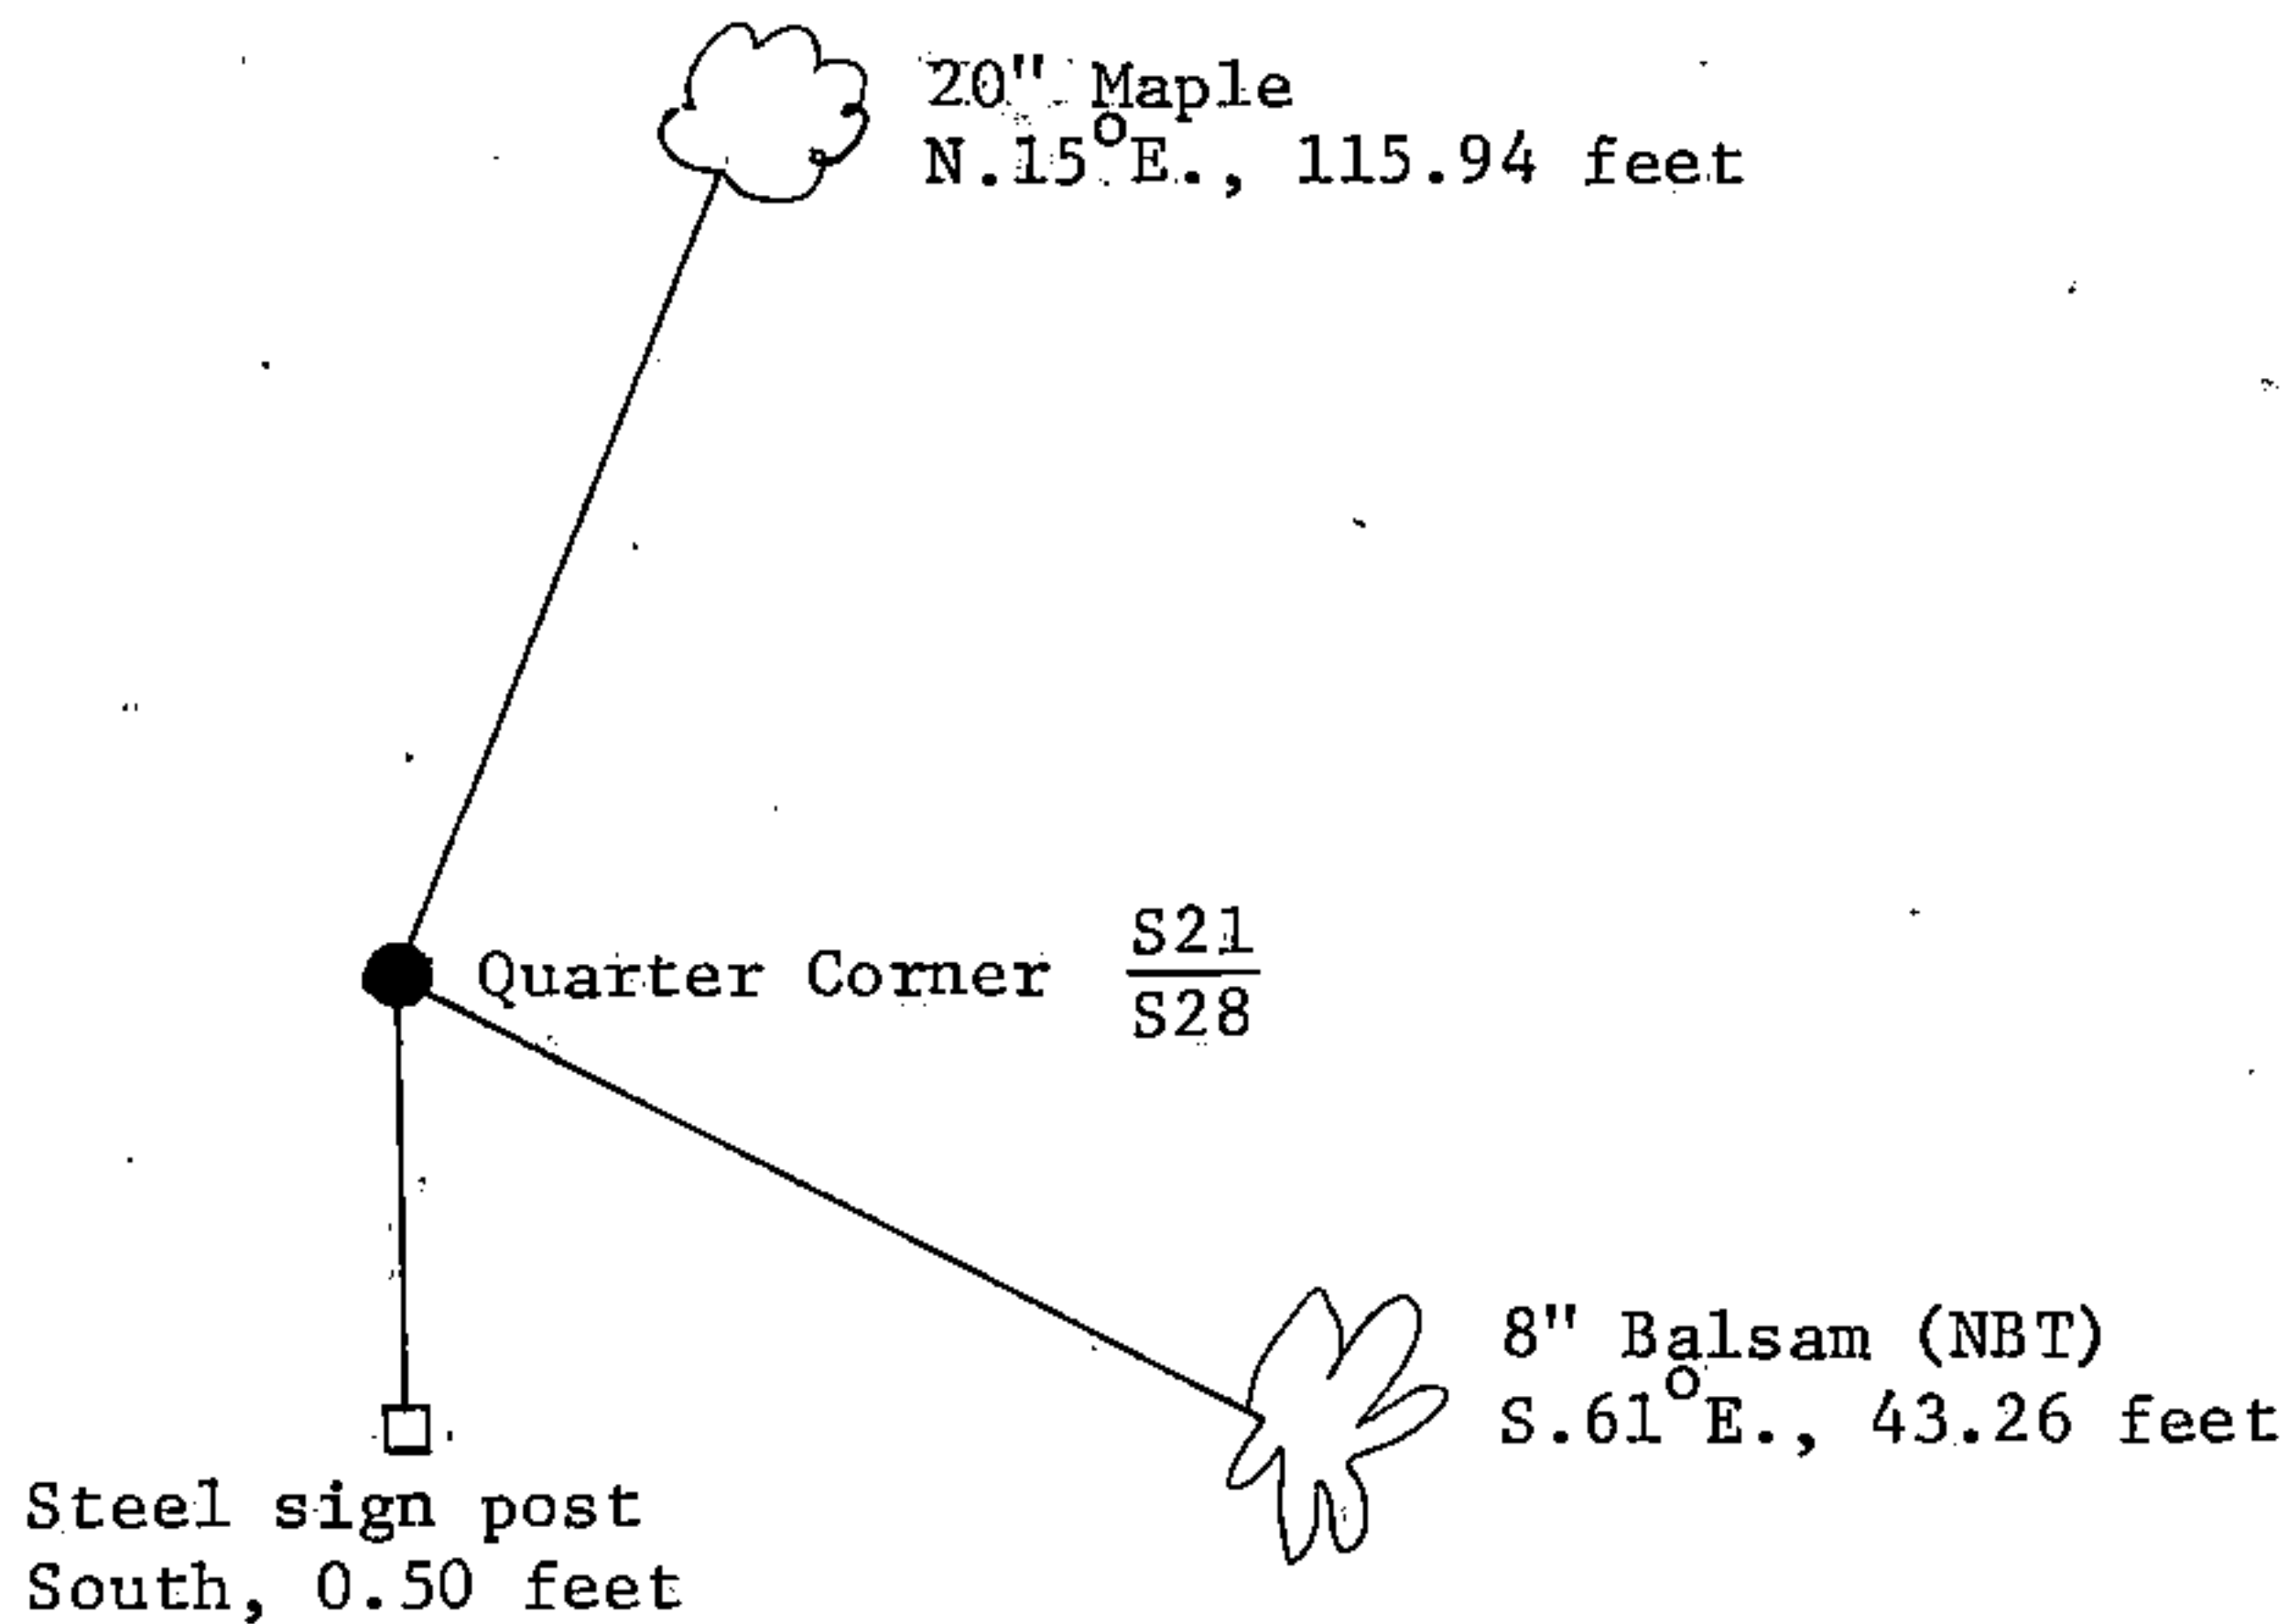 20" Maple
N.15°E., 115.94 feet
Quarter Corner S21
S28
8" Balsam (NBT)
S.61°E., 43.26 feet
Steel sign post
South, 0.50 feet